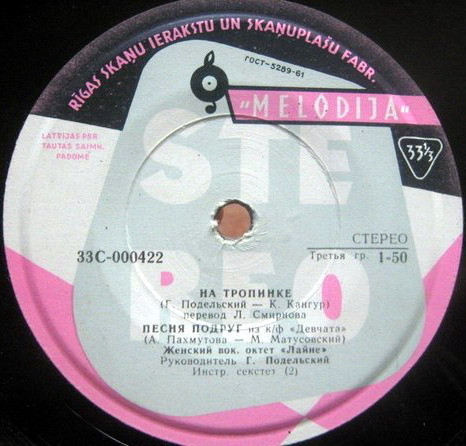 RĪGAS SKAŅU IERAKSTU UN SKAŅUPLAŠU FABR.
ГОСТ-5289-61
"MELODIJA"
LATVIJAS PSR
TAUTAS SAIMN.
PADOME
33⅓
STEREO
33С-000422
СТЕРЕО
Третья гр. 1-50
НА ТРОПИНКЕ
(Г. Подельский — К. Кангур)
перевод Л. Смирнова
ПЕСНЯ ПОДРУГ из к/ф «Девчата»
(А. Пахмутова — М. Матусовский)
Женский вок. октет «Лайне»
Руководитель Г. Подельский
Инстр. секстет (2)